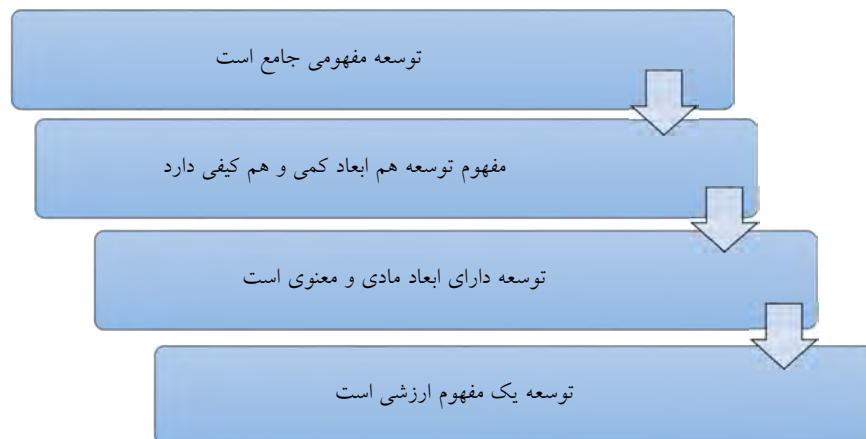 توسعه مفهومی جامع است
مفهوم توسعه هم ابعاد کمی و هم کیفی دارد
توسعه دارای ابعاد مادی و معنوی است
توسعه یک مفهوم ارزشی است